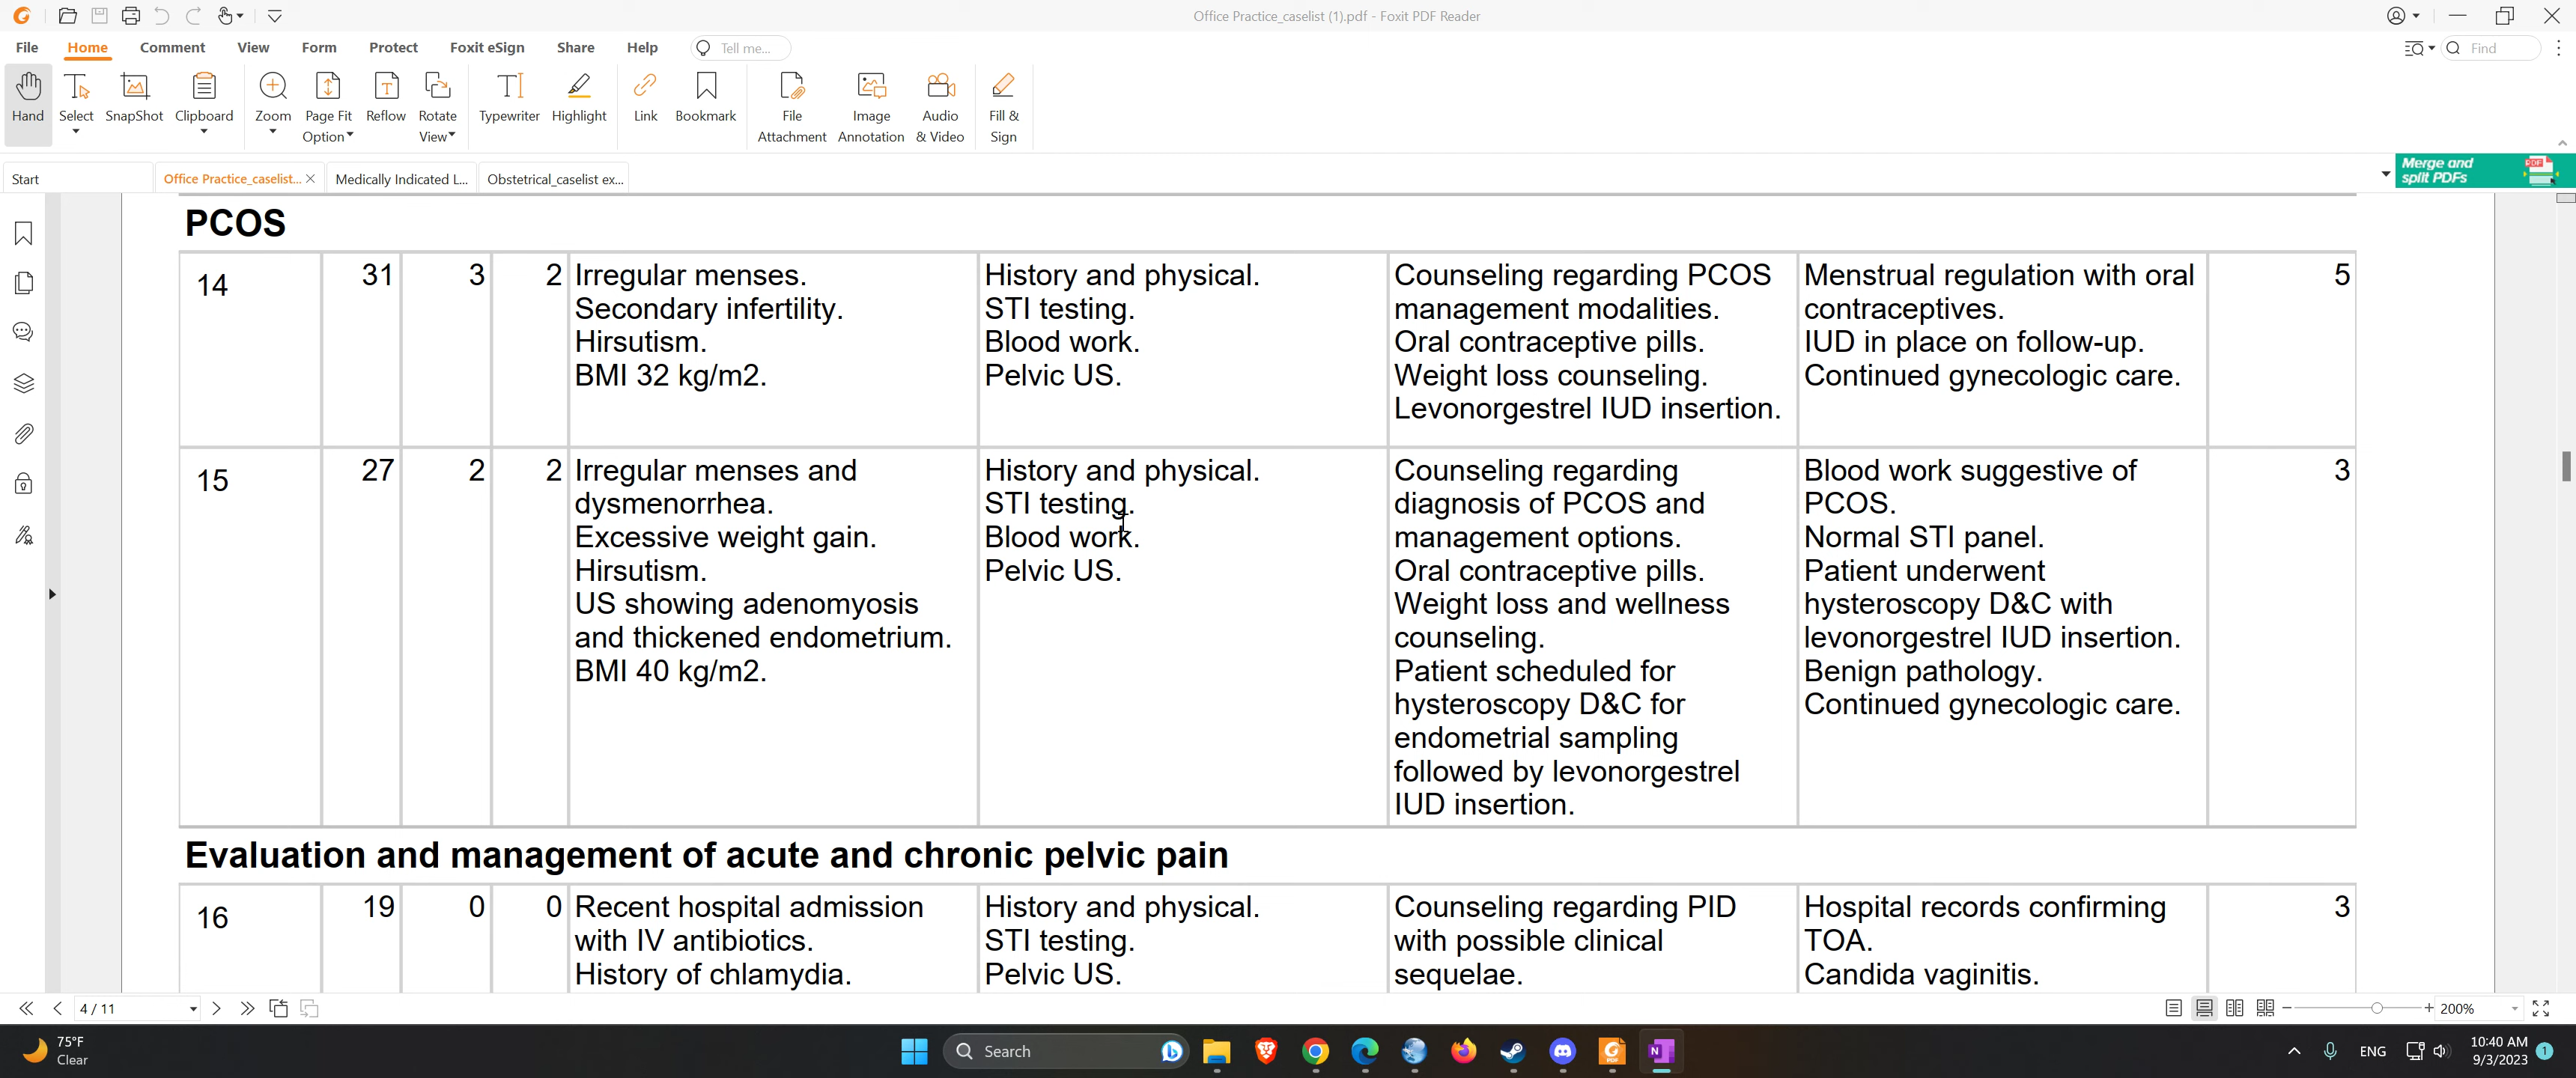 Office Practice_caselist (1).pdf - Foxit PDF Reader
File Home Comment View Form Protect Foxit eSign Share Help Tell me... Find
Hand Select SnapShot Clipboard Zoom Page Fit Option Reflow Rotate View Typewriter Highlight Link Bookmark File Attachment Image Annotation Audio & Video Fill & Sign
Start Office Practice_caselist... Medically Indicated L... Obstetrical_caselist ex...
Merge and
split PDFs
PDF
PCOS
14
31
3
2
Irregular menses.
Secondary infertility.
Hirsutism.
BMI 32 kg/m2.
History and physical.
STI testing.
Blood work.
Pelvic US.
Counseling regarding PCOS
management modalities.
Oral contraceptive pills.
Weight loss counseling.
Levonorgestrel IUD insertion.
Menstrual regulation with oral
contraceptives.
IUD in place on follow-up.
Continued gynecologic care.
5
15
27
2
2
Irregular menses and
dysmenorrhea.
Excessive weight gain.
Hirsutism.
US showing adenomyosis
and thickened endometrium.
BMI 40 kg/m2.
History and physical.
STI testing.
Blood work.
Pelvic US.
Counseling regarding
diagnosis of PCOS and
management options.
Oral contraceptive pills.
Weight loss and wellness
counseling.
Patient scheduled for
hysteroscopy D&C for
endometrial sampling
followed by levonorgestrel
IUD insertion.
Blood work suggestive of
PCOS.
Normal STI panel.
Patient underwent
hysteroscopy D&C with
levonorgestrel IUD insertion.
Benign pathology.
Continued gynecologic care.
3
Evaluation and management of acute and chronic pelvic pain
16
19
0
0
Recent hospital admission
with IV antibiotics.
History of chlamydia.
History and physical.
STI testing.
Pelvic US.
Counseling regarding PID
with possible clinical
sequelae.
Hospital records confirming
TOA.
Candida vaginitis.
3
4 / 11
200%
75°F
Clear
Search
ENG
10:40 AM
9/3/2023
1